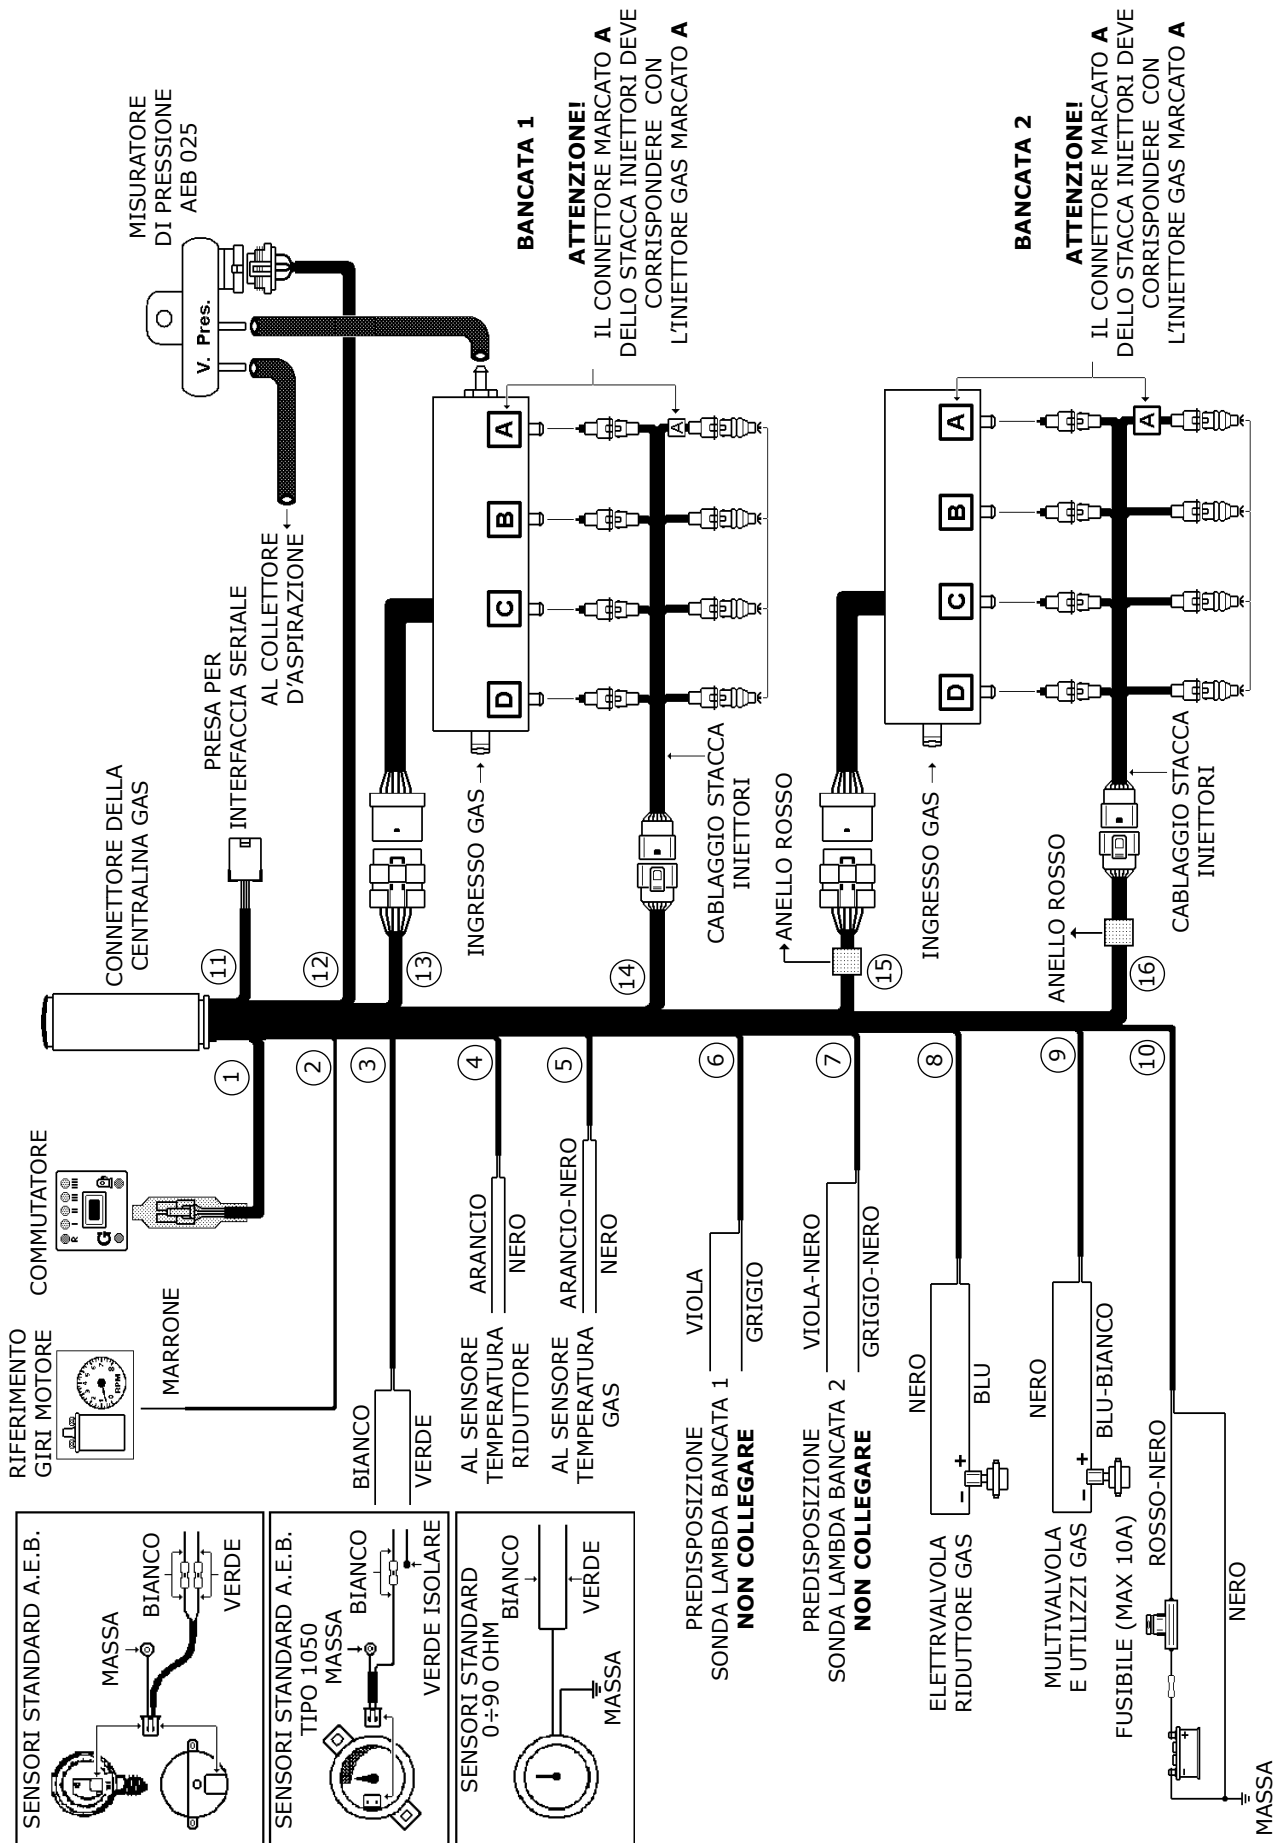 SENSORI STANDARD A.E.B.
MASSA
BIANCO
VERDE
SENSORI STANDARD A.E.B.
TIPO 1050
MASSA
BIANCO
VERDE ISOLARE
SENSORI STANDARD
0÷90 OHM
BIANCO
VERDE
MASSA
RIFERIMENTO
GIRI MOTORE
RPM
MARRONE
COMMUTATORE
R I II III IIII
G
CONNETTORE DELLA
CENTRALINA GAS
PRESA PER
INTERFACCIA SERIALE
AL COLLETTORE
D'ASPIRAZIONE
MISURATORE
DI PRESSIONE
AEB 025
V. Pres.
1
2
3
4
5
6
7
8
9
10
11
12
13
14
15
16
BIANCO
VERDE
AL SENSORE
TEMPERATURA
RIDUTTORE
ARANCIO
NERO
AL SENSORE
TEMPERATURA
GAS
ARANCIO-NERO
NERO
PREDISPOSIZIONE
SONDA LAMBDA BANCATA 1
NON COLLEGARE
VIOLA
GRIGIO
PREDISPOSIZIONE
SONDA LAMBDA BANCATA 2
NON COLLEGARE
VIOLA-NERO
GRIGIO-NERO
ELETTRVALVOLA
RIDUTTORE GAS
NERO
BLU
- +
MULTIVALVOLA
E UTILIZZI GAS
NERO
BLU-BIANCO
- +
FUSIBILE (MAX 10A)
ROSSO-NERO
NERO
- +
MASSA
D C B A
INGRESSO GAS
CABLAGGIO STACCA
INIETTORI
A
BANCATA 1
ATTENZIONE!
IL CONNETTORE MARCATO A
DELLO STACCA INIETTORI DEVE
CORRISPONDERE CON
L'INIETTORE GAS MARCATO A
ANELLO ROSSO
D C B A
INGRESSO GAS
ANELLO ROSSO
CABLAGGIO STACCA
INIETTORI
A
BANCATA 2
ATTENZIONE!
IL CONNETTORE MARCATO A
DELLO STACCA INIETTORI DEVE
CORRISPONDERE CON
L'INIETTORE GAS MARCATO A